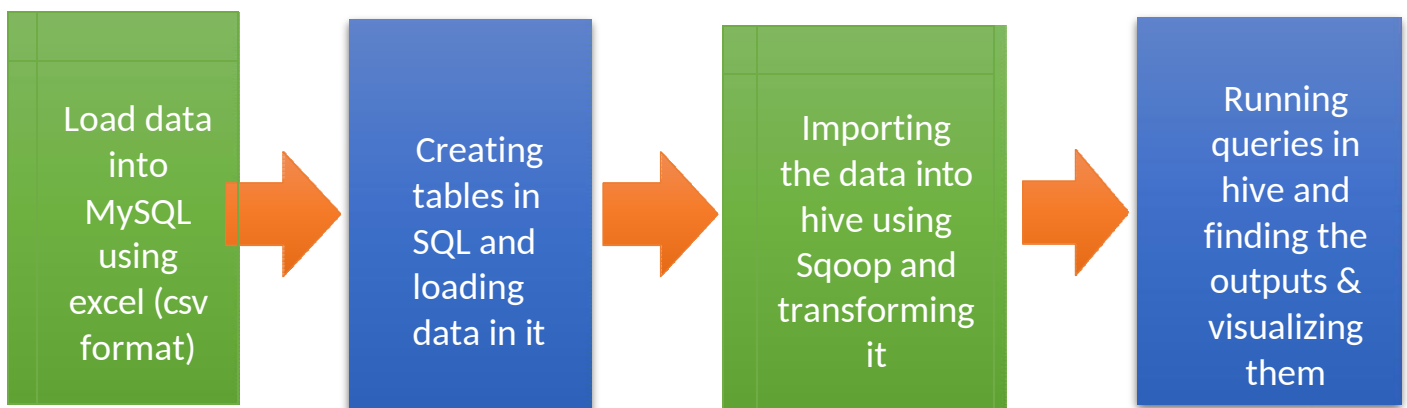 Load data
into
MySQL
using
excel (csv
format)
Creating
tables in
SQL and
loading
data in it
Importing
the data into
hive using
Sqoop and
transforming
it
Running
queries in
hive and
finding the
outputs &
visualizing
them